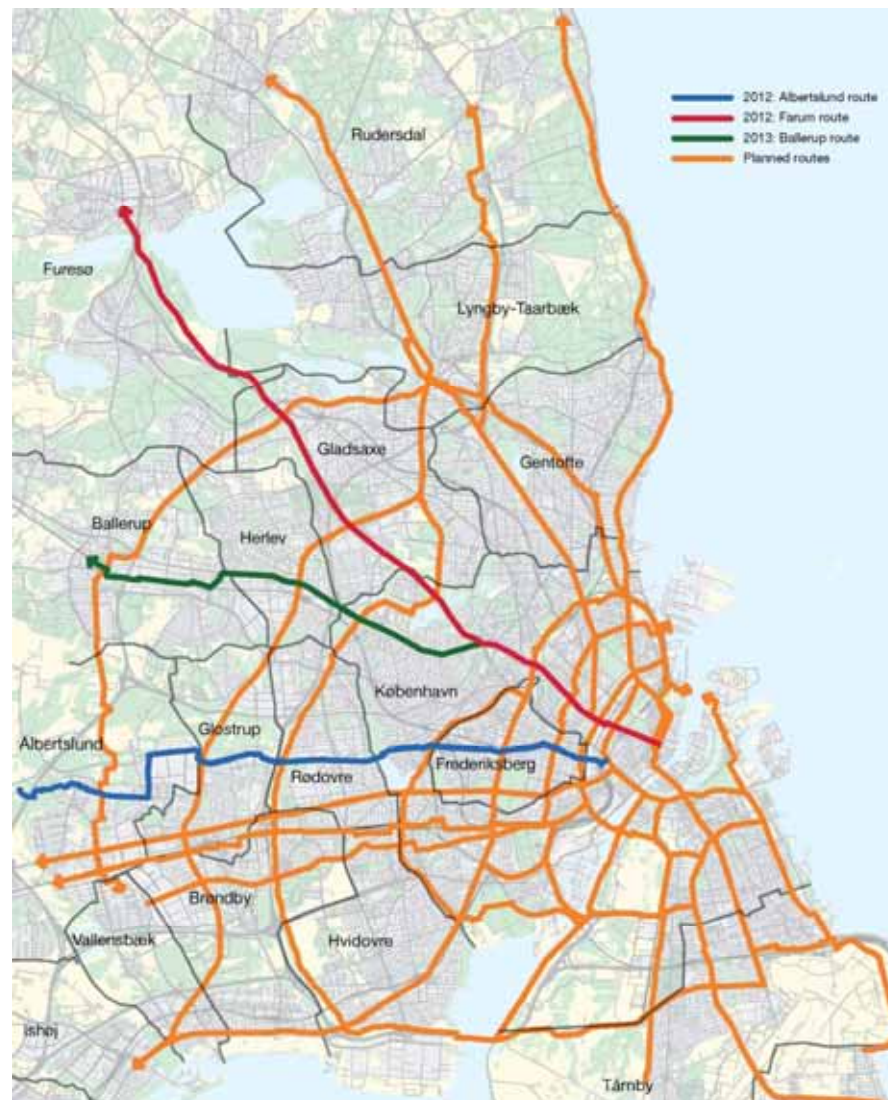 2012: Albertslund route
2012: Farum route
2013: Ballerup route
Planned routes
Rudersdal
Furesø
Lyngby-Taarbæk
Gladsaxe
Gentofte
Ballerup
Herlev
København
Glostrup
Albertslund
Rødovre
Frederiksberg
Brøndby
Vallensbæk
Hvidovre
Ishøj
Tårnby